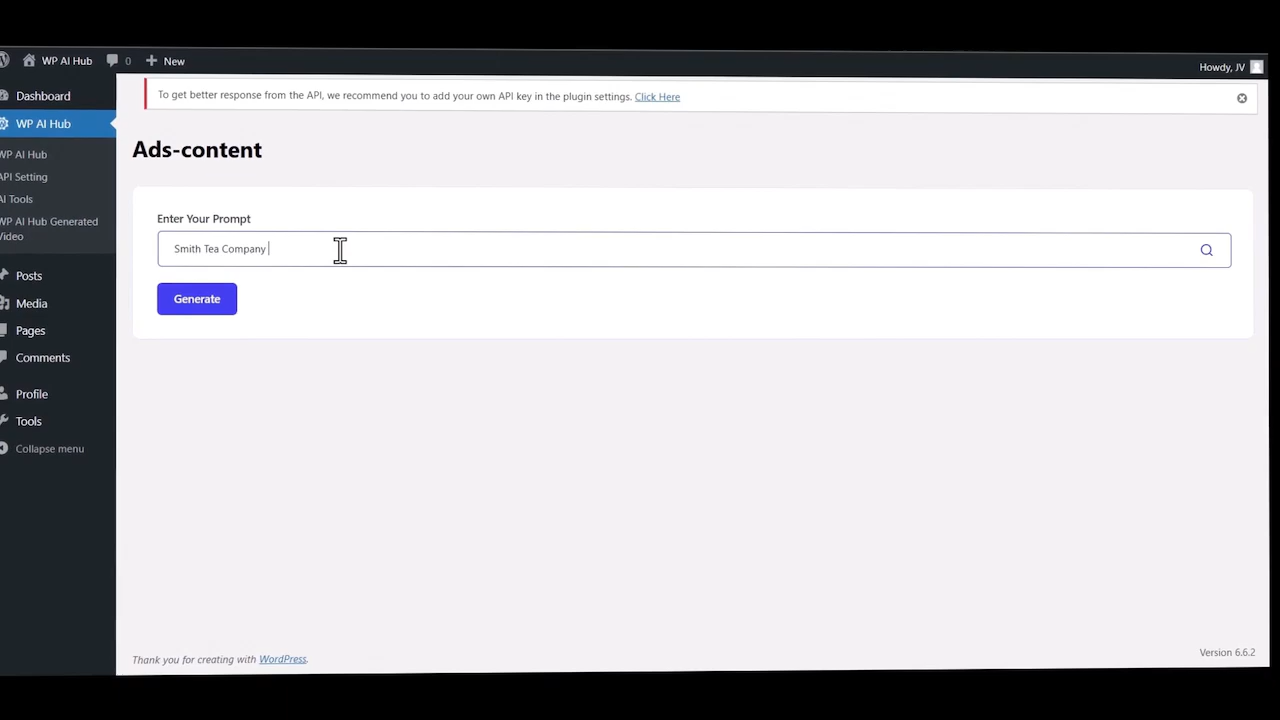 WP AI Hub 0 New
Howdy, JV
Dashboard
WP AI Hub
WP AI Hub
API Setting
AI Tools
WP AI Hub Generated
Video
Posts
Media
Pages
Comments
Profile
Tools
Collapse menu
To get better response from the API, we recommend you to add your own API key in the plugin settings. Click Here
Ads-content
Enter Your Prompt
Smith Tea Company
Generate
Thank you for creating with WordPress.
Version 6.6.2